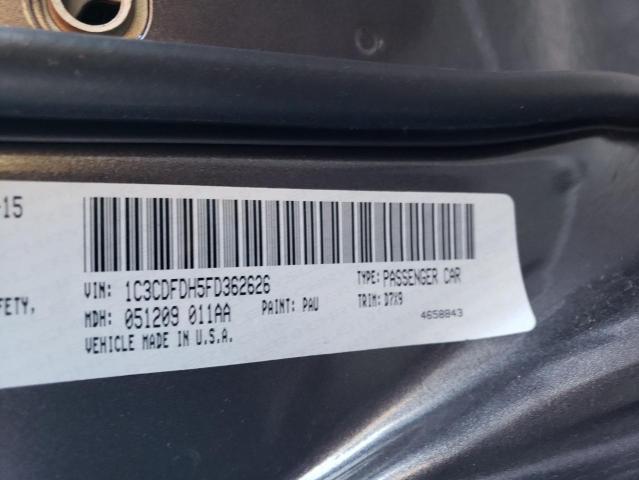 -15
FETY,
VIN: 1C3CDFDH5FD362626 TYPE: PASSENGER CAR
MDH: 051209 011AA PAINT: PAU TRIM: D7X9
VEHICLE MADE IN U.S.A. 4658843